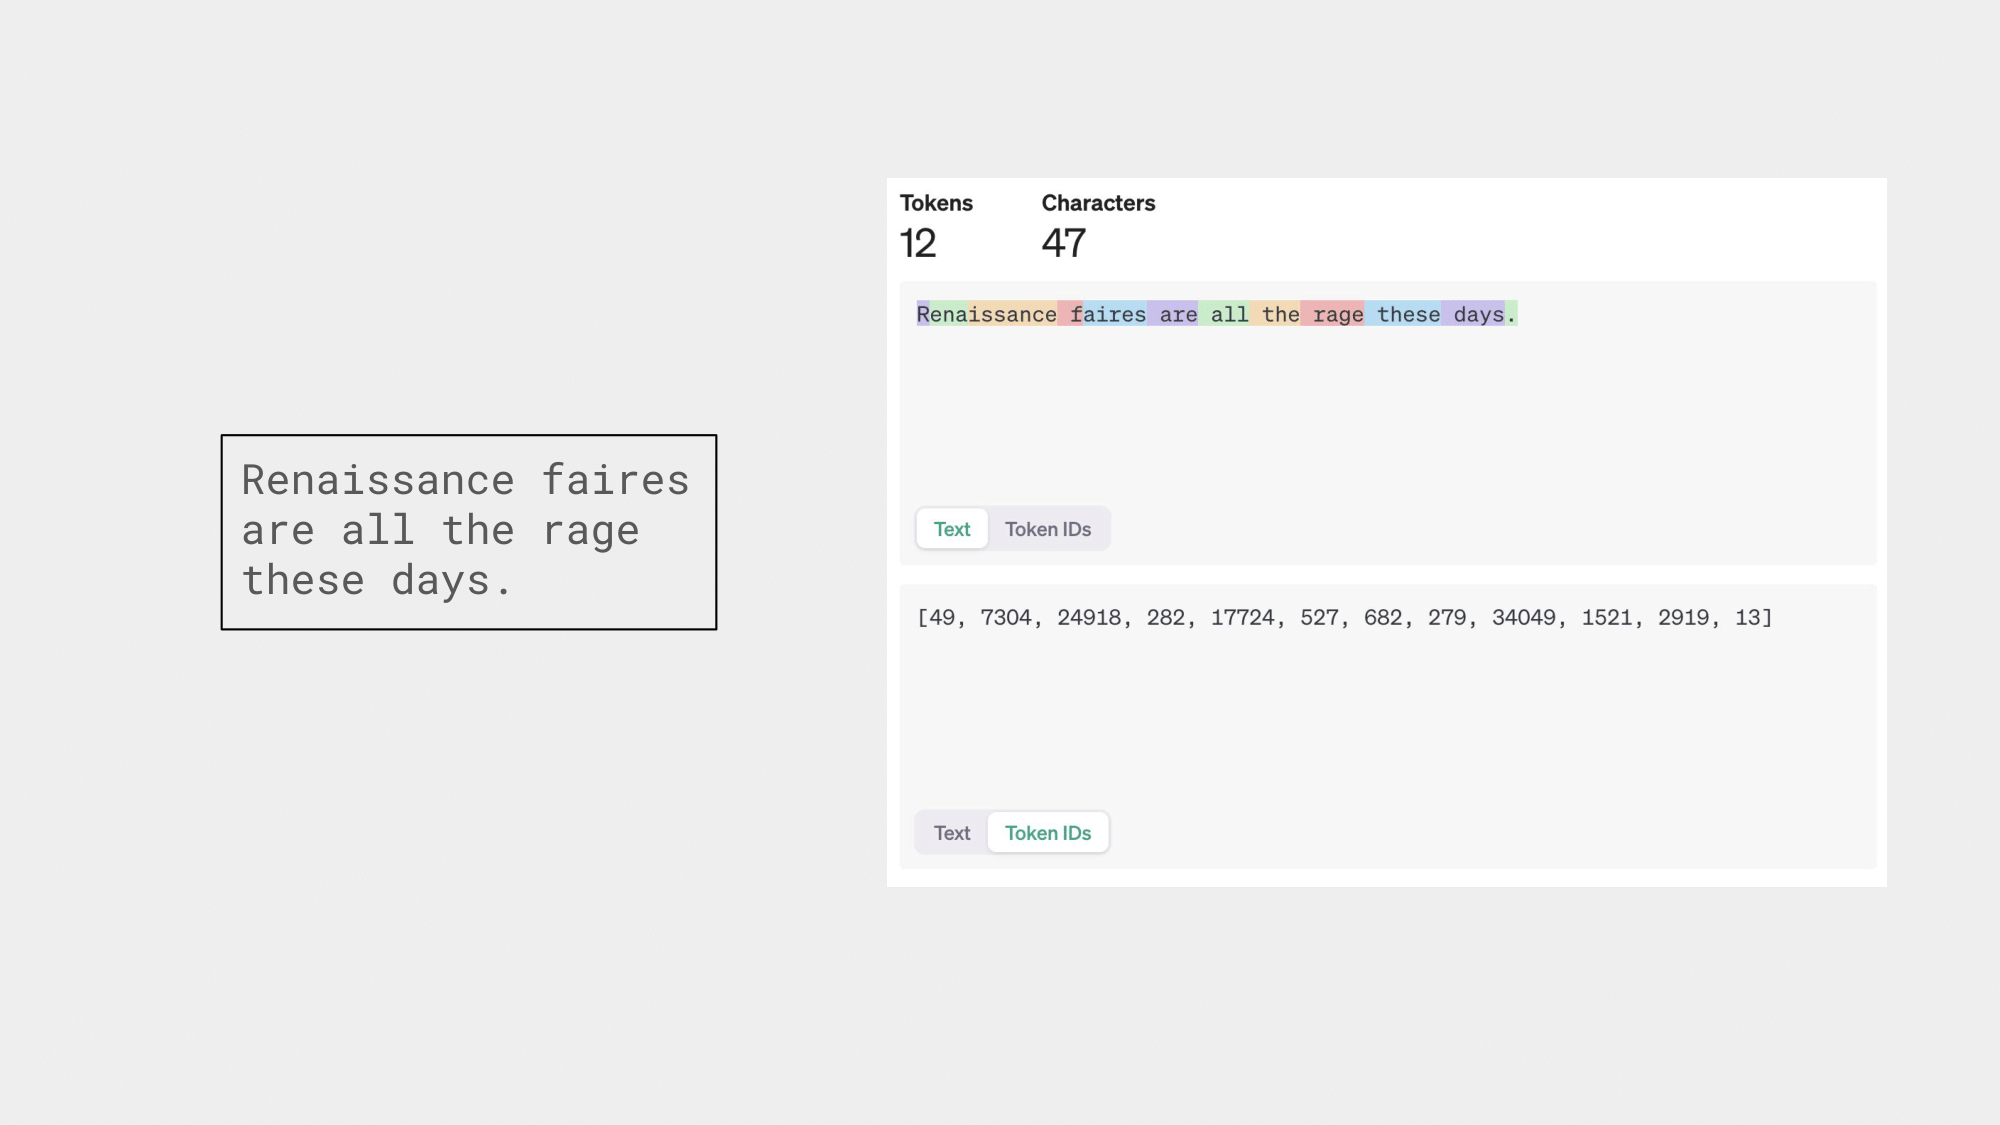 Renaissance faires
are all the rage
these days.
Tokens Characters
12 47
Renaissance faires are all the rage these days.
Text Token IDs
[49, 7304, 24918, 282, 17724, 527, 682, 279, 34049, 1521, 2919, 13]
Text Token IDs